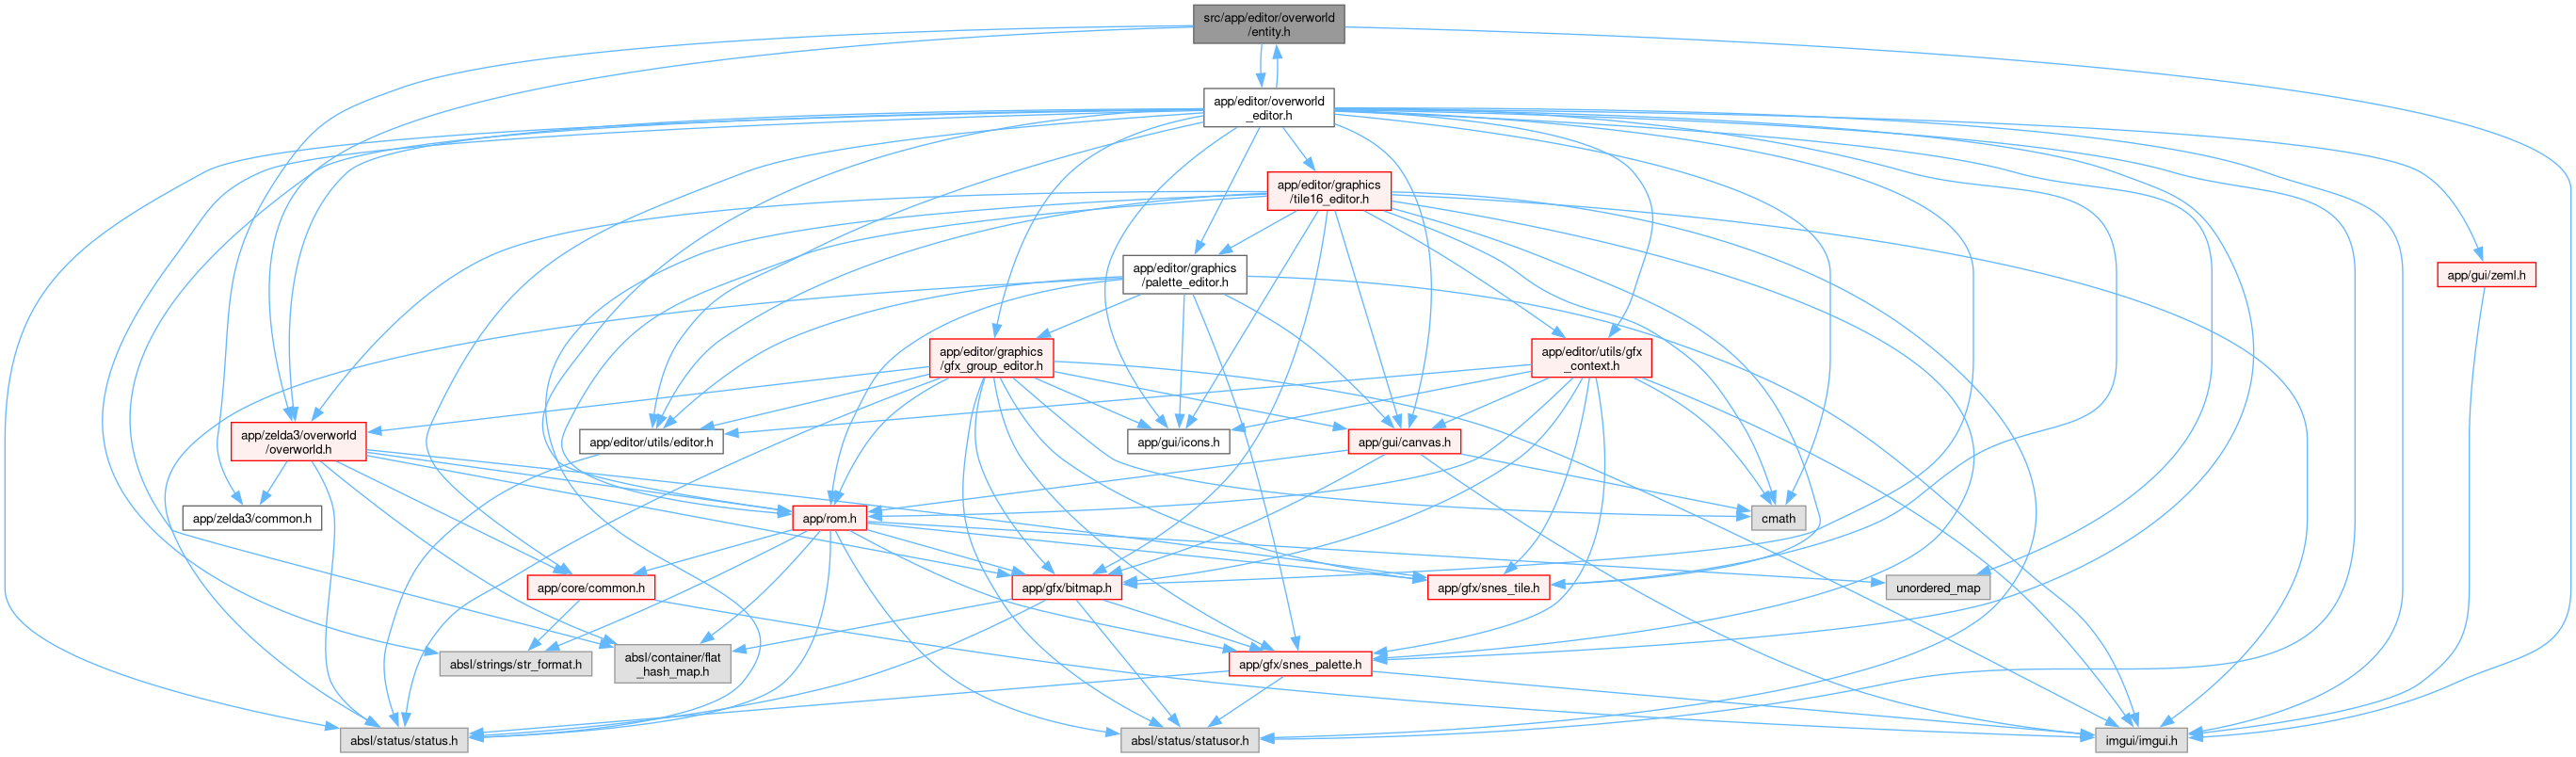 src/app/editor/overworld
/entity.h
app/editor/overworld
_editor.h
app/editor/graphics
/tile16_editor.h
app/editor/graphics
/palette_editor.h
app/gui/zeml.h
app/editor/graphics
/gfx_group_editor.h
app/editor/utils/gfx
_context.h
app/zelda3/overworld
/overworld.h
app/editor/utils/editor.h
app/gui/icons.h
app/gui/canvas.h
app/zelda3/common.h
app/rom.h
cmath
app/core/common.h
app/gfx/bitmap.h
app/gfx/snes_tile.h
unordered_map
absl/strings/str_format.h
absl/container/flat
_hash_map.h
app/gfx/snes_palette.h
absl/status/status.h
absl/status/statusor.h
imgui/imgui.h